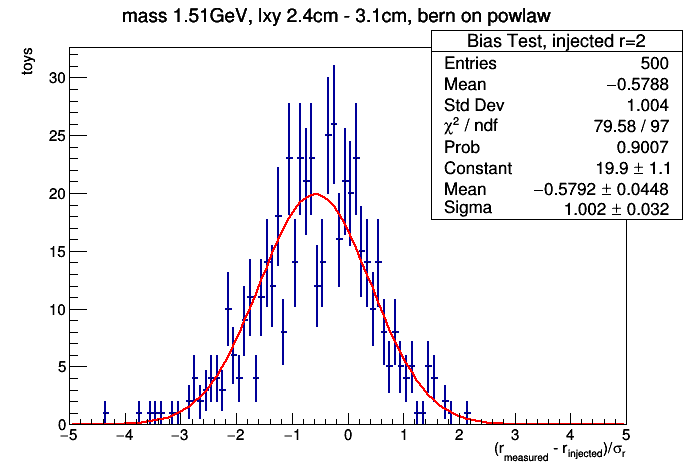 mass 1.51GeV, lxy 2.4cm - 3.1cm, bern on powlaw
toys
Bias Test, injected r=2
Entries 500
Mean −0.5788
Std Dev 1.004
χ² / ndf 79.58 / 97
Prob 0.9007
Constant 19.9 ± 1.1
Mean −0.5792 ± 0.0448
Sigma 1.002 ± 0.032
30
25
20
15
10
5
0
−5 −4 −3 −2 −1 0 1 2 3 4 5
(r_measured - r_injected)/σ_r